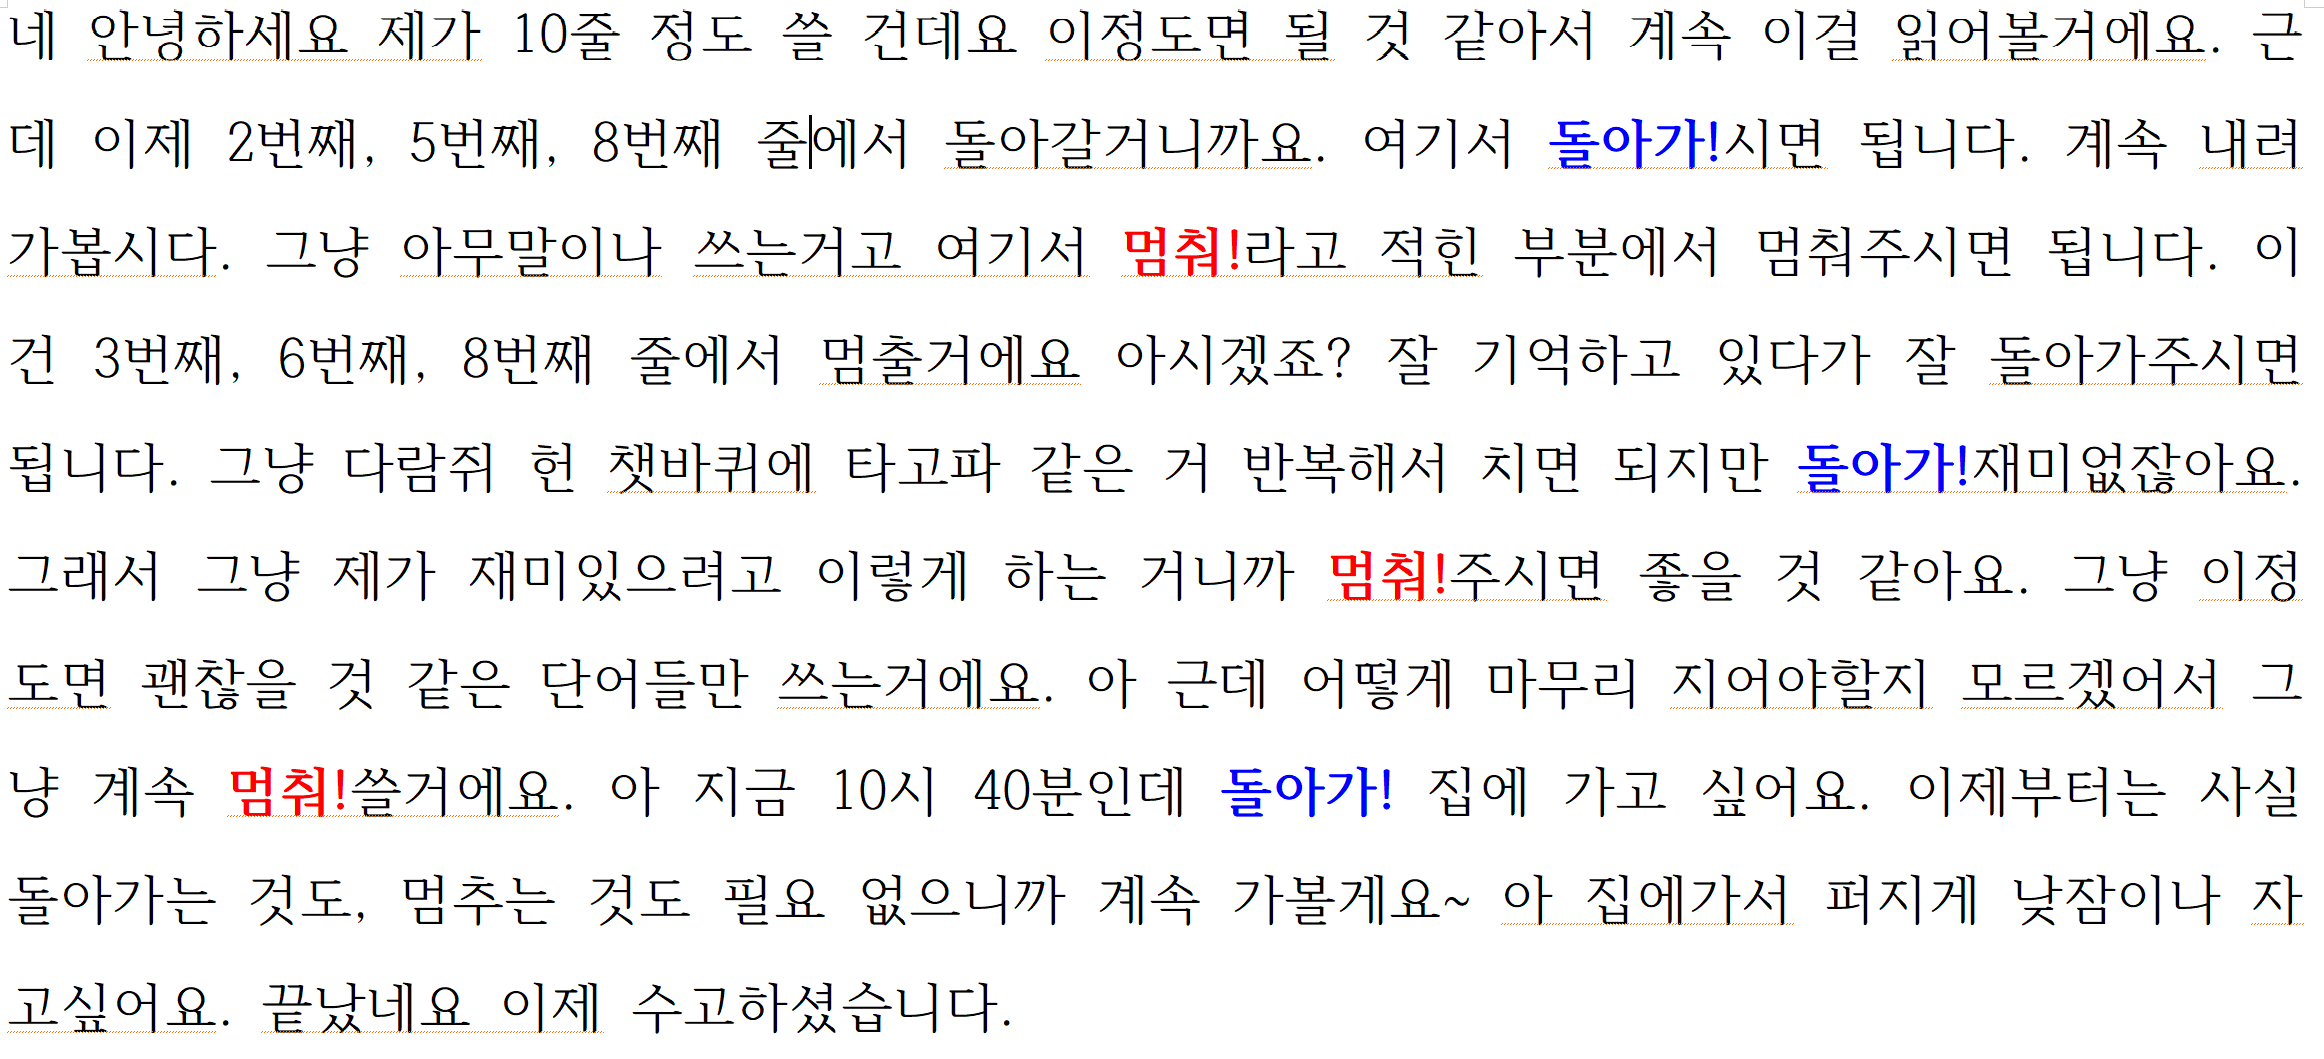 네 안녕하세요 제가 10줄 정도 쓸 건데요 이정도면 될 것 같아서 계속 이걸 읽어볼거에요. 근
데 이제 2번째, 5번째, 8번째 줄에서 돌아갈거니까요. 여기서 돌아가!시면 됩니다. 계속 내려
가봅시다. 그냥 아무말이나 쓰는거고 여기서 멈춰!라고 적힌 부분에서 멈춰주시면 됩니다. 이
건 3번째, 6번째, 8번째 줄에서 멈출거에요 아시겠죠? 잘 기억하고 있다가 잘 돌아가주시면
됩니다. 그냥 다람쥐 헌 챗바퀴에 타고파 같은 거 반복해서 치면 되지만 돌아가!재미없잖아요.
그래서 그냥 제가 재미있으려고 이렇게 하는 거니까 멈춰!주시면 좋을 것 같아요. 그냥 이정
도면 괜찮을 것 같은 단어들만 쓰는거에요. 아 근데 어떻게 마무리 지어야할지 모르겠어서 그
냥 계속 멈춰!쓸거에요. 아 지금 10시 40분인데 돌아가! 집에 가고 싶어요. 이제부터는 사실
돌아가는 것도, 멈추는 것도 필요 없으니까 계속 가볼게요~ 아 집에가서 퍼지게 낮잠이나 자
고싶어요. 끝났네요 이제 수고하셨습니다.